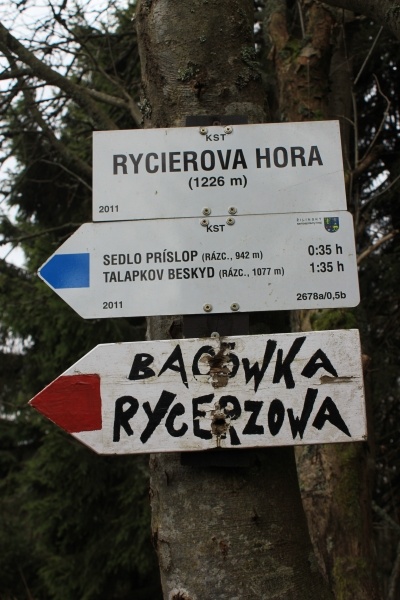 KST
RYCIEROVA HORA
(1226 m)
2011
KST
SEDLO PRÍSLOP (RÁZC., 942 m) 0:35 h
TALAPKOV BESKYD (RÁZC., 1077 m) 1:35 h
2011 2678a/0,5b
BACÓWKA
RYCERZOWA